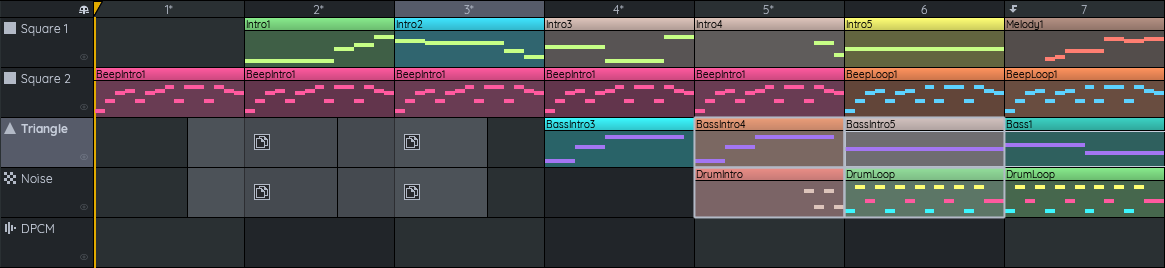 1* 2* 3* 4* 5* 6 7
Square 1 Intro1 Intro2 Intro3 Intro4 Intro5 Melody1
Square 2 BeepIntro1 BeepIntro1 BeepIntro1 BeepIntro1 BeepIntro1 BeepLoop1 BeepLoop1
Triangle BassIntro3 BassIntro4 BassIntro5 Bass1
Noise DrumIntro DrumLoop DrumLoop
DPCM